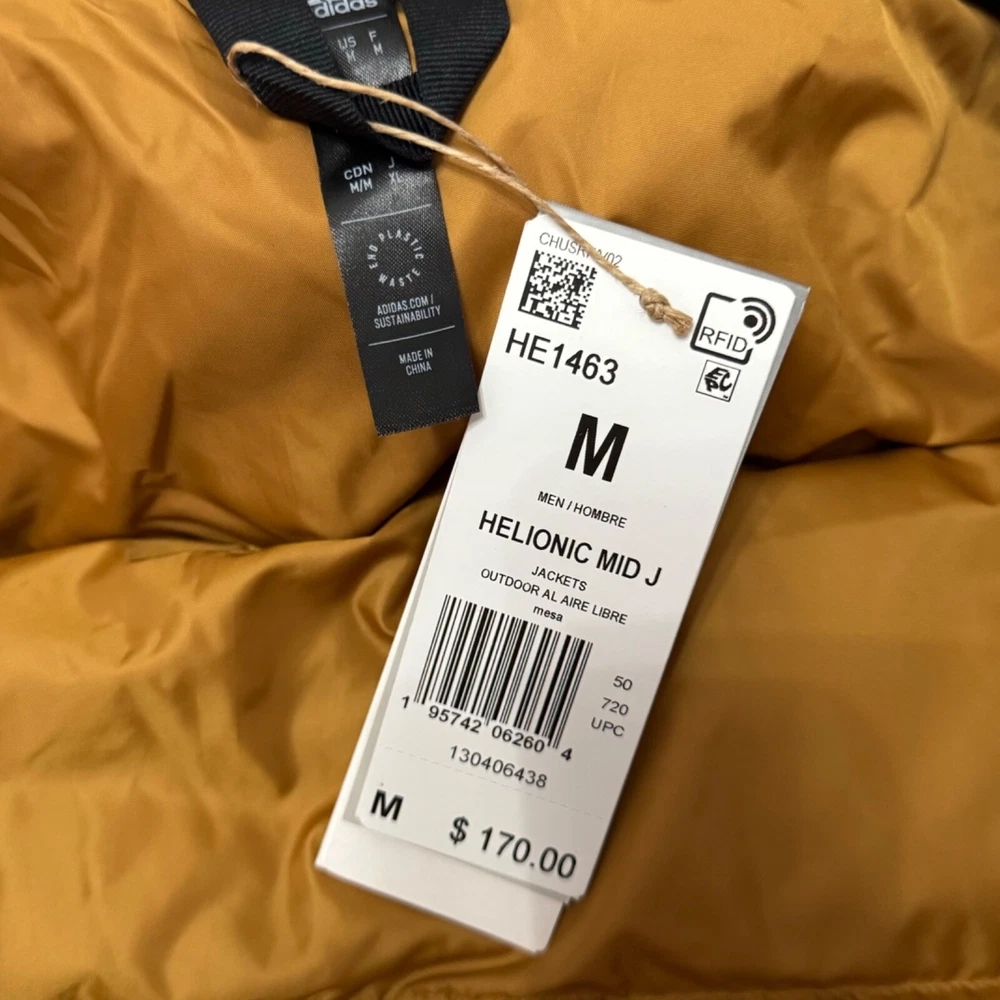 adidas
US F
M M
CDN J
M/M XL
END PLASTIC WASTE
ADIDAS.COM/
SUSTAINABILITY
MADE IN
CHINA
RFID
HE1463
M
MEN / HOMBRE
HELIONIC MID J
JACKETS
OUTDOOR AL AIRE LIBRE
mesa
50
720
UPC
1 95742 06260 4
130406438
M $ 170.00